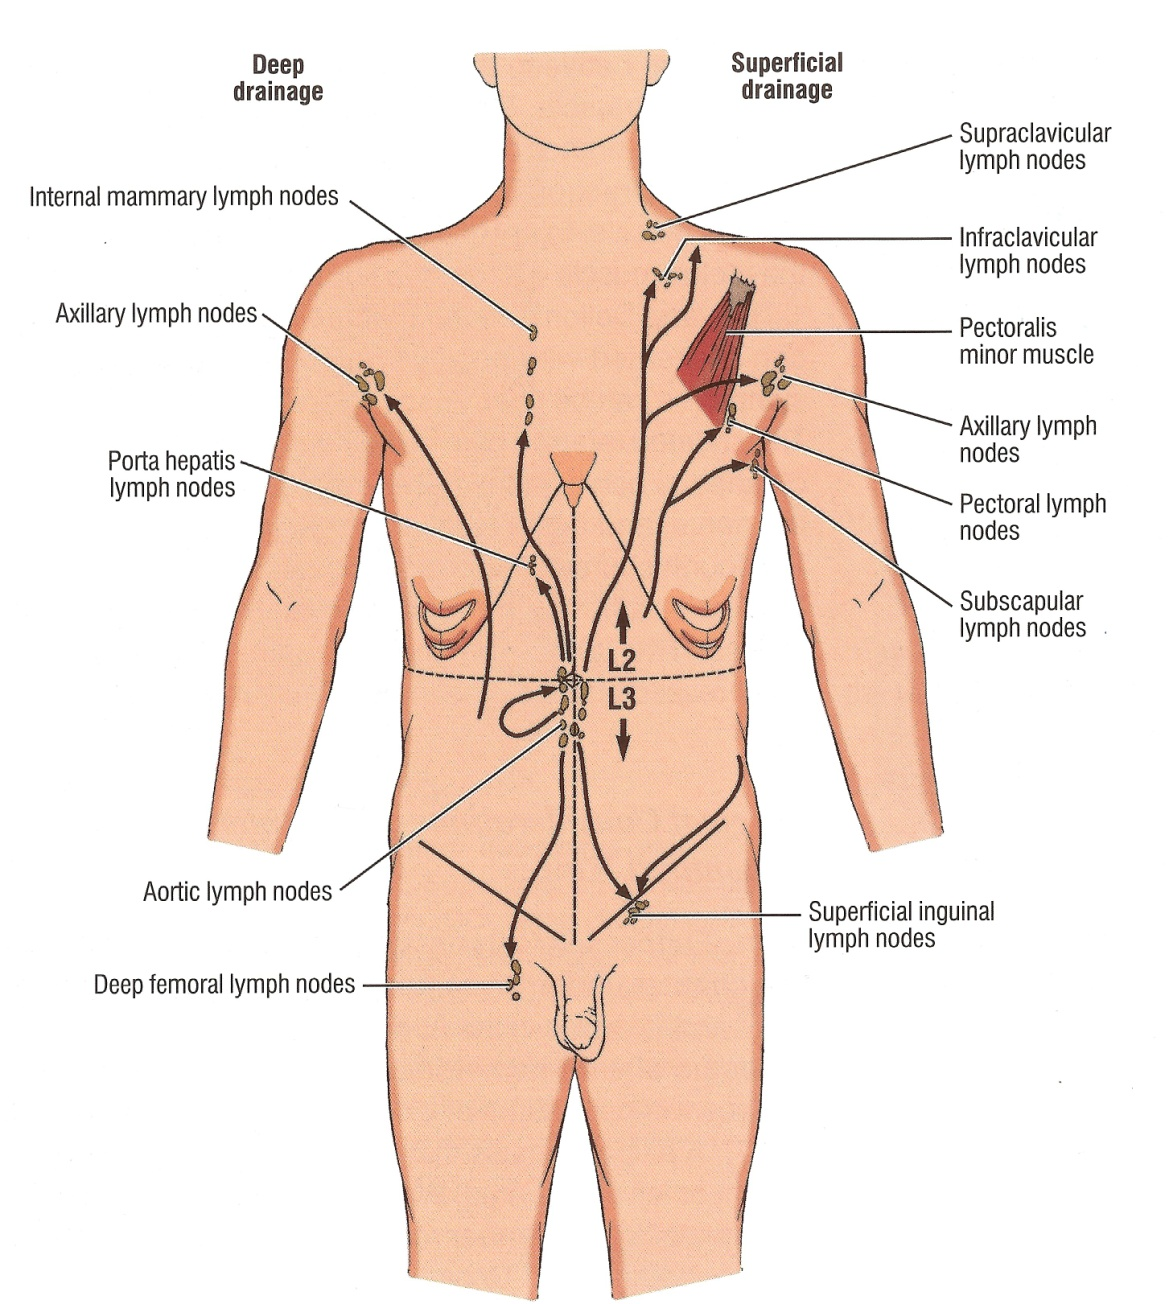 Deep
drainage
Superficial
drainage
Supraclavicular
lymph nodes
Internal mammary lymph nodes
Infraclavicular
lymph nodes
Axillary lymph nodes
Pectoralis
minor muscle
Axillary lymph
nodes
Porta hepatis
lymph nodes
Pectoral lymph
nodes
Subscapular
lymph nodes
L2
L3
Aortic lymph nodes
Superficial inguinal
lymph nodes
Deep femoral lymph nodes